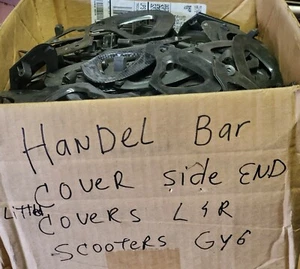 HanDel Bar
COVER Side END
Little COVERS L & R
SCOOTERS GY6